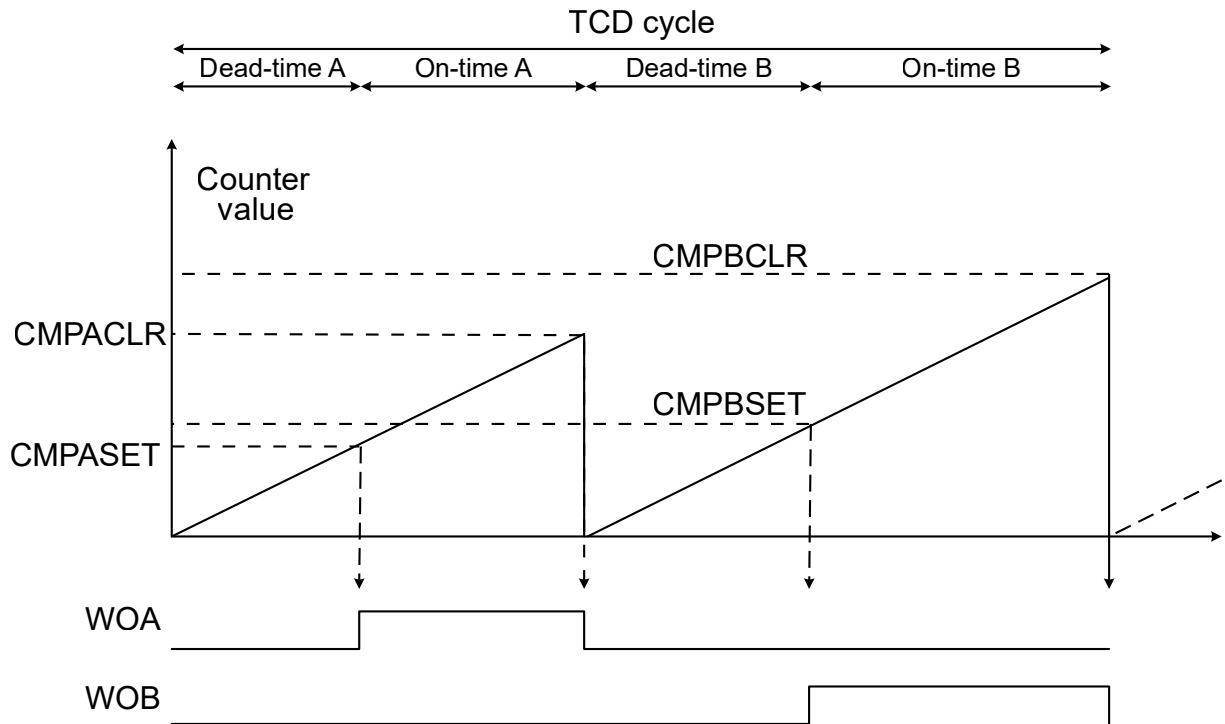 TCD cycle
Dead-time A
On-time A
Dead-time B
On-time B
Counter
value
CMPBCLR
CMPACLR
CMPBSET
CMPASET
WOA
WOB